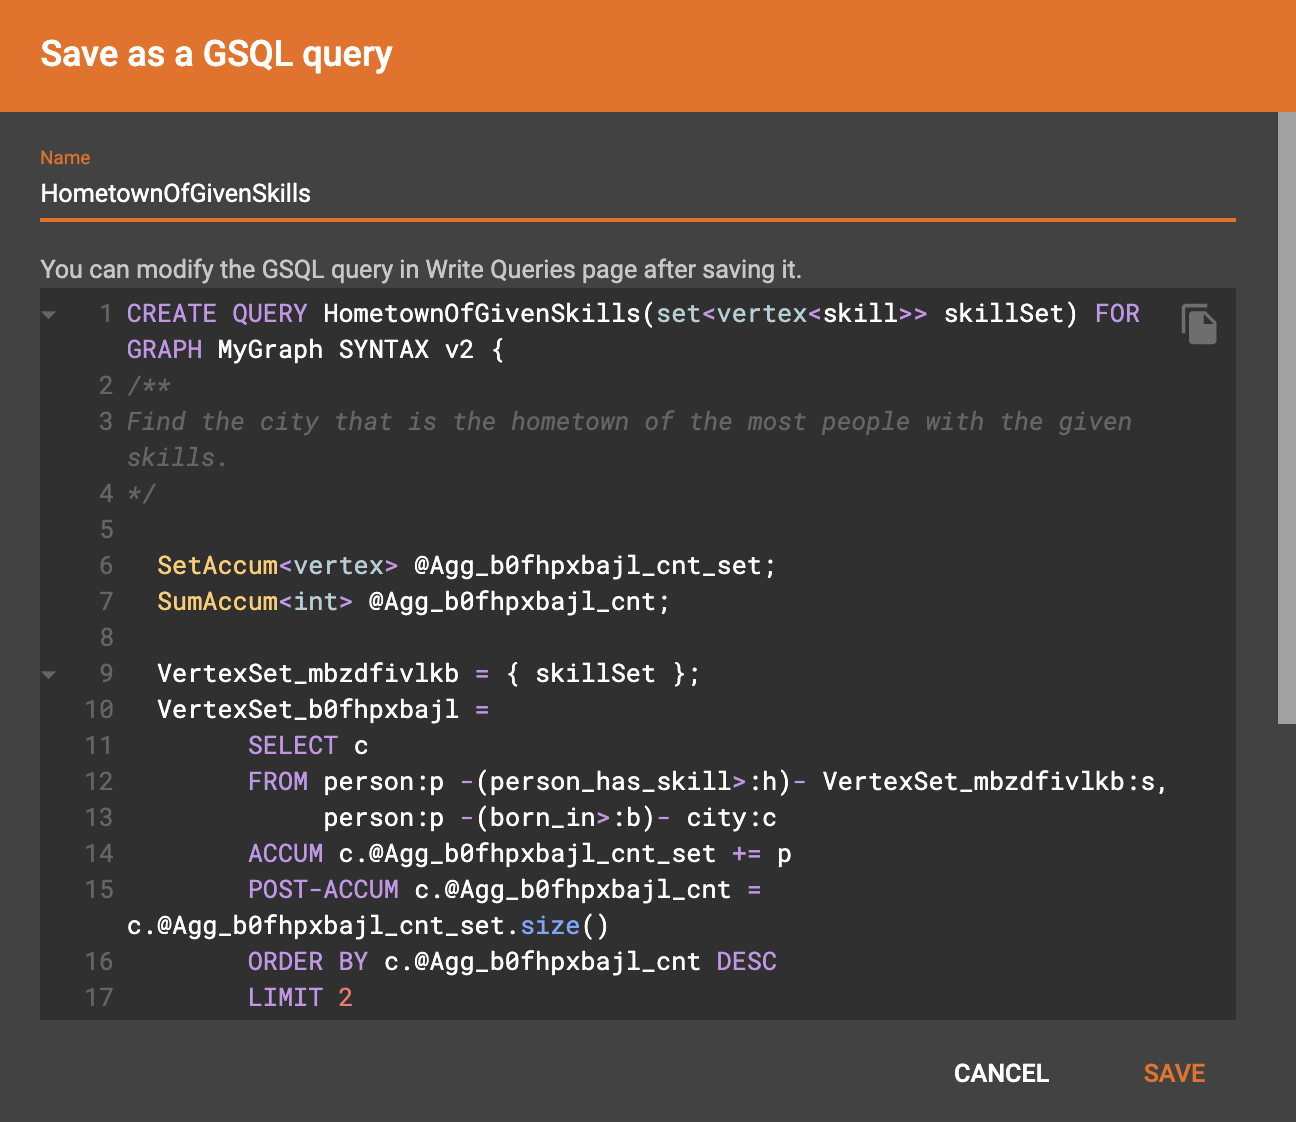 Save as a GSQL query
Name
HometownOfGivenSkills
You can modify the GSQL query in Write Queries page after saving it.
1 CREATE QUERY HometownOfGivenSkills(set<vertex<skill>> skillSet) FOR
GRAPH MyGraph SYNTAX v2 {
2 /**
3 Find the city that is the hometown of the most people with the given
skills.
4 */
5
6 SetAccum<vertex> @Agg_b0fhpxbajl_cnt_set;
7 SumAccum<int> @Agg_b0fhpxbajl_cnt;
8
9 VertexSet_mbzdfivlkb = { skillSet };
10 VertexSet_b0fhpxbajl =
11 SELECT c
12 FROM person:p -(person_has_skill>:h)- VertexSet_mbzdfivlkb:s,
13 person:p -(born_in>:b)- city:c
14 ACCUM c.@Agg_b0fhpxbajl_cnt_set += p
15 POST-ACCUM c.@Agg_b0fhpxbajl_cnt =
c.@Agg_b0fhpxbajl_cnt_set.size()
16 ORDER BY c.@Agg_b0fhpxbajl_cnt DESC
17 LIMIT 2
CANCEL SAVE